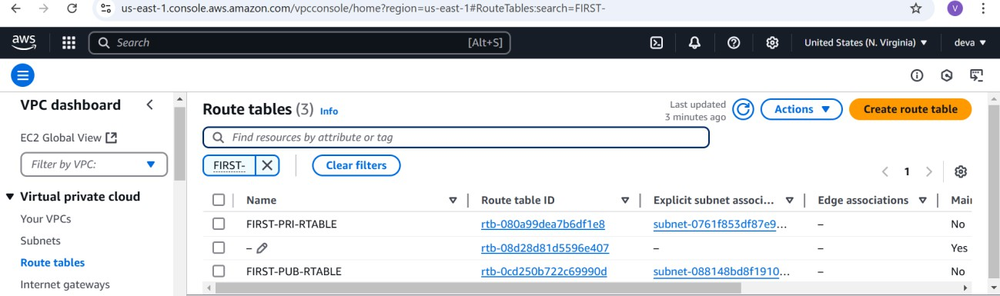 us-east-1.console.aws.amazon.com/vpcconsole/home?region=us-east-1#RouteTables:search=FIRST-
V
aws Search [Alt+S] United States (N. Virginia) deva
VPC dashboard
EC2 Global View
Filter by VPC:
Virtual private cloud
Your VPCs
Subnets
Route tables
Internet gateways
Route tables (3) Info
Last updated
3 minutes ago
Actions
Create route table
Find resources by attribute or tag
FIRST-
Clear filters
1
Name Route table ID Explicit subnet associ... Edge associations Mai
FIRST-PRI-RTABLE rtb-080a99dea7b6df1e8 subnet-0761f853df87e9... – No
– rtb-08d28d81d5596e407 – – Yes
FIRST-PUB-RTABLE rtb-0cd250b722c69990d subnet-088148bd8f1910... – No